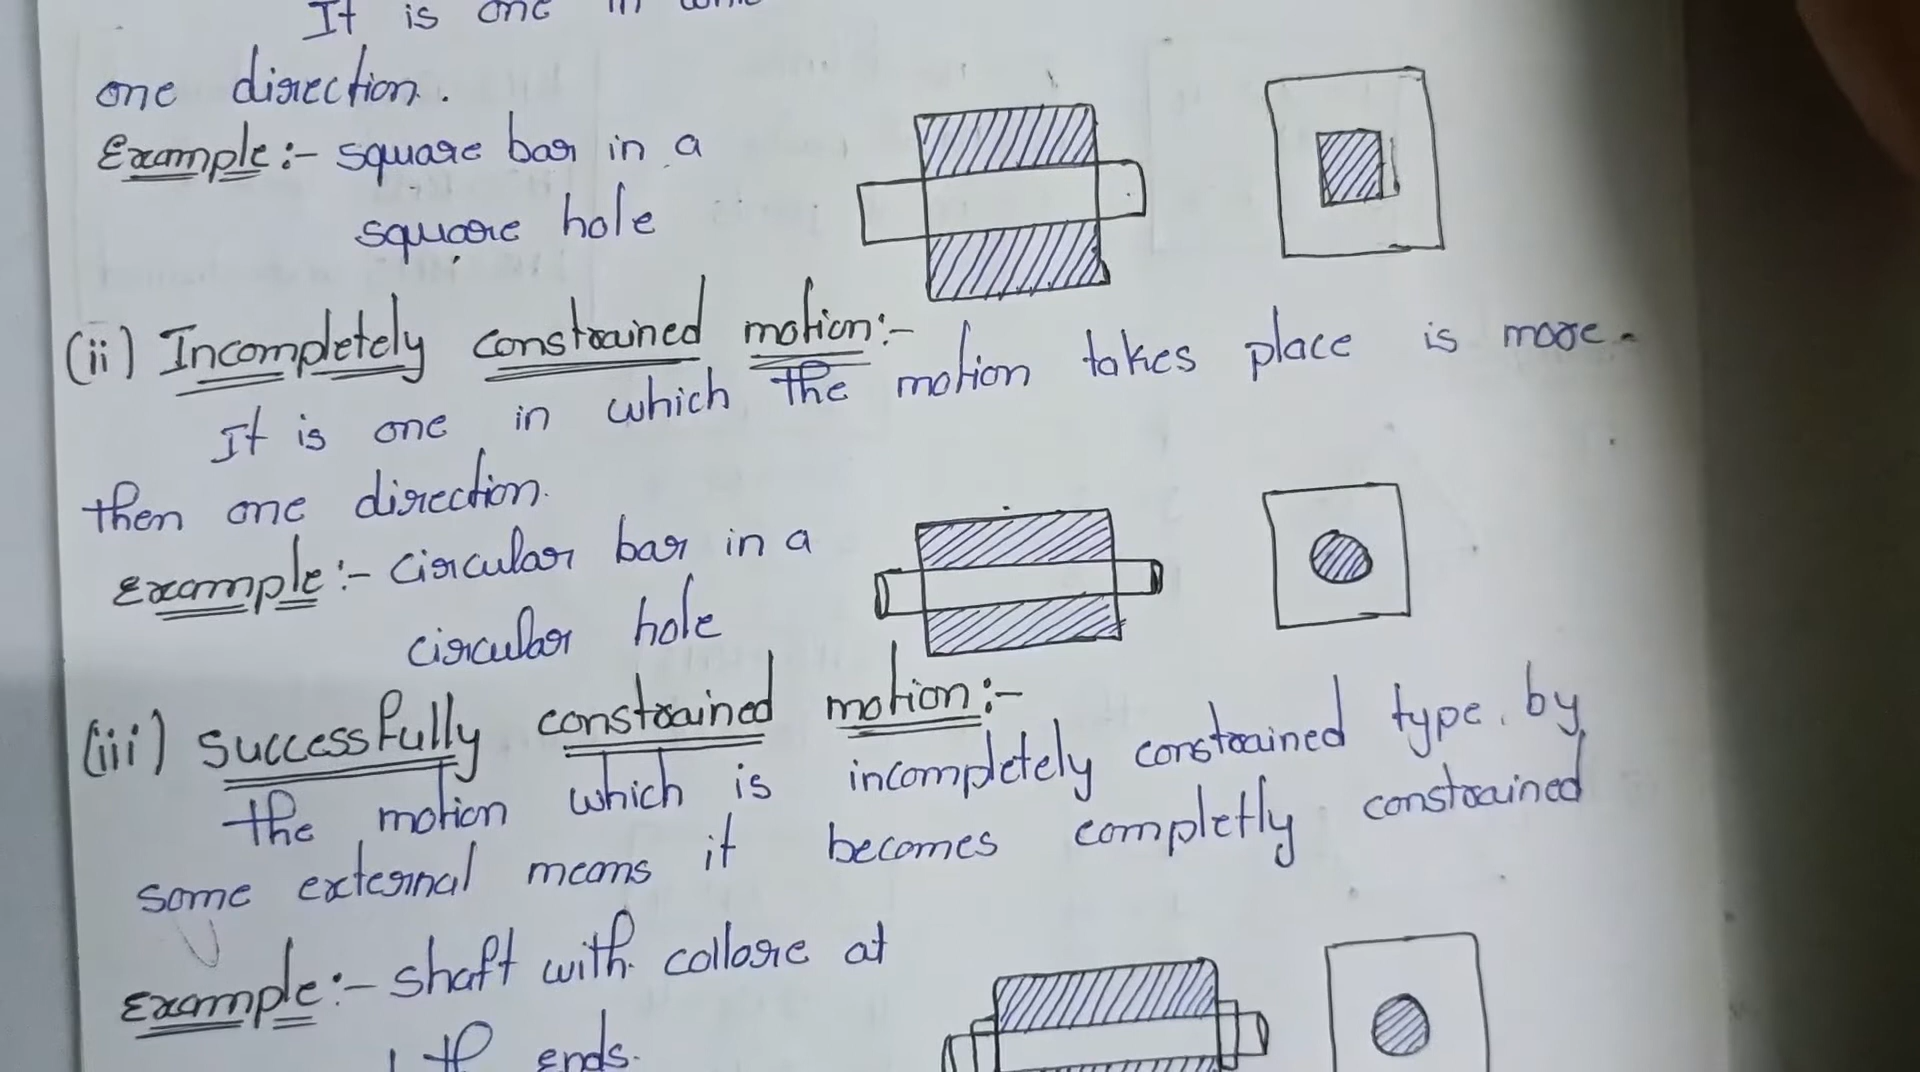 It is one in
one direction.
Example:- square bar in a
square hole
(ii) Incompletely constrained motion:-
It is one in which the motion takes place is more
then one direction.
Example:- circular bar in a
circular hole
(iii) successfully constrained motion:-
the motion which is incompletely constrained type. by
some external means it becomes completly constrained
Example:- shaft with collare at
ends.